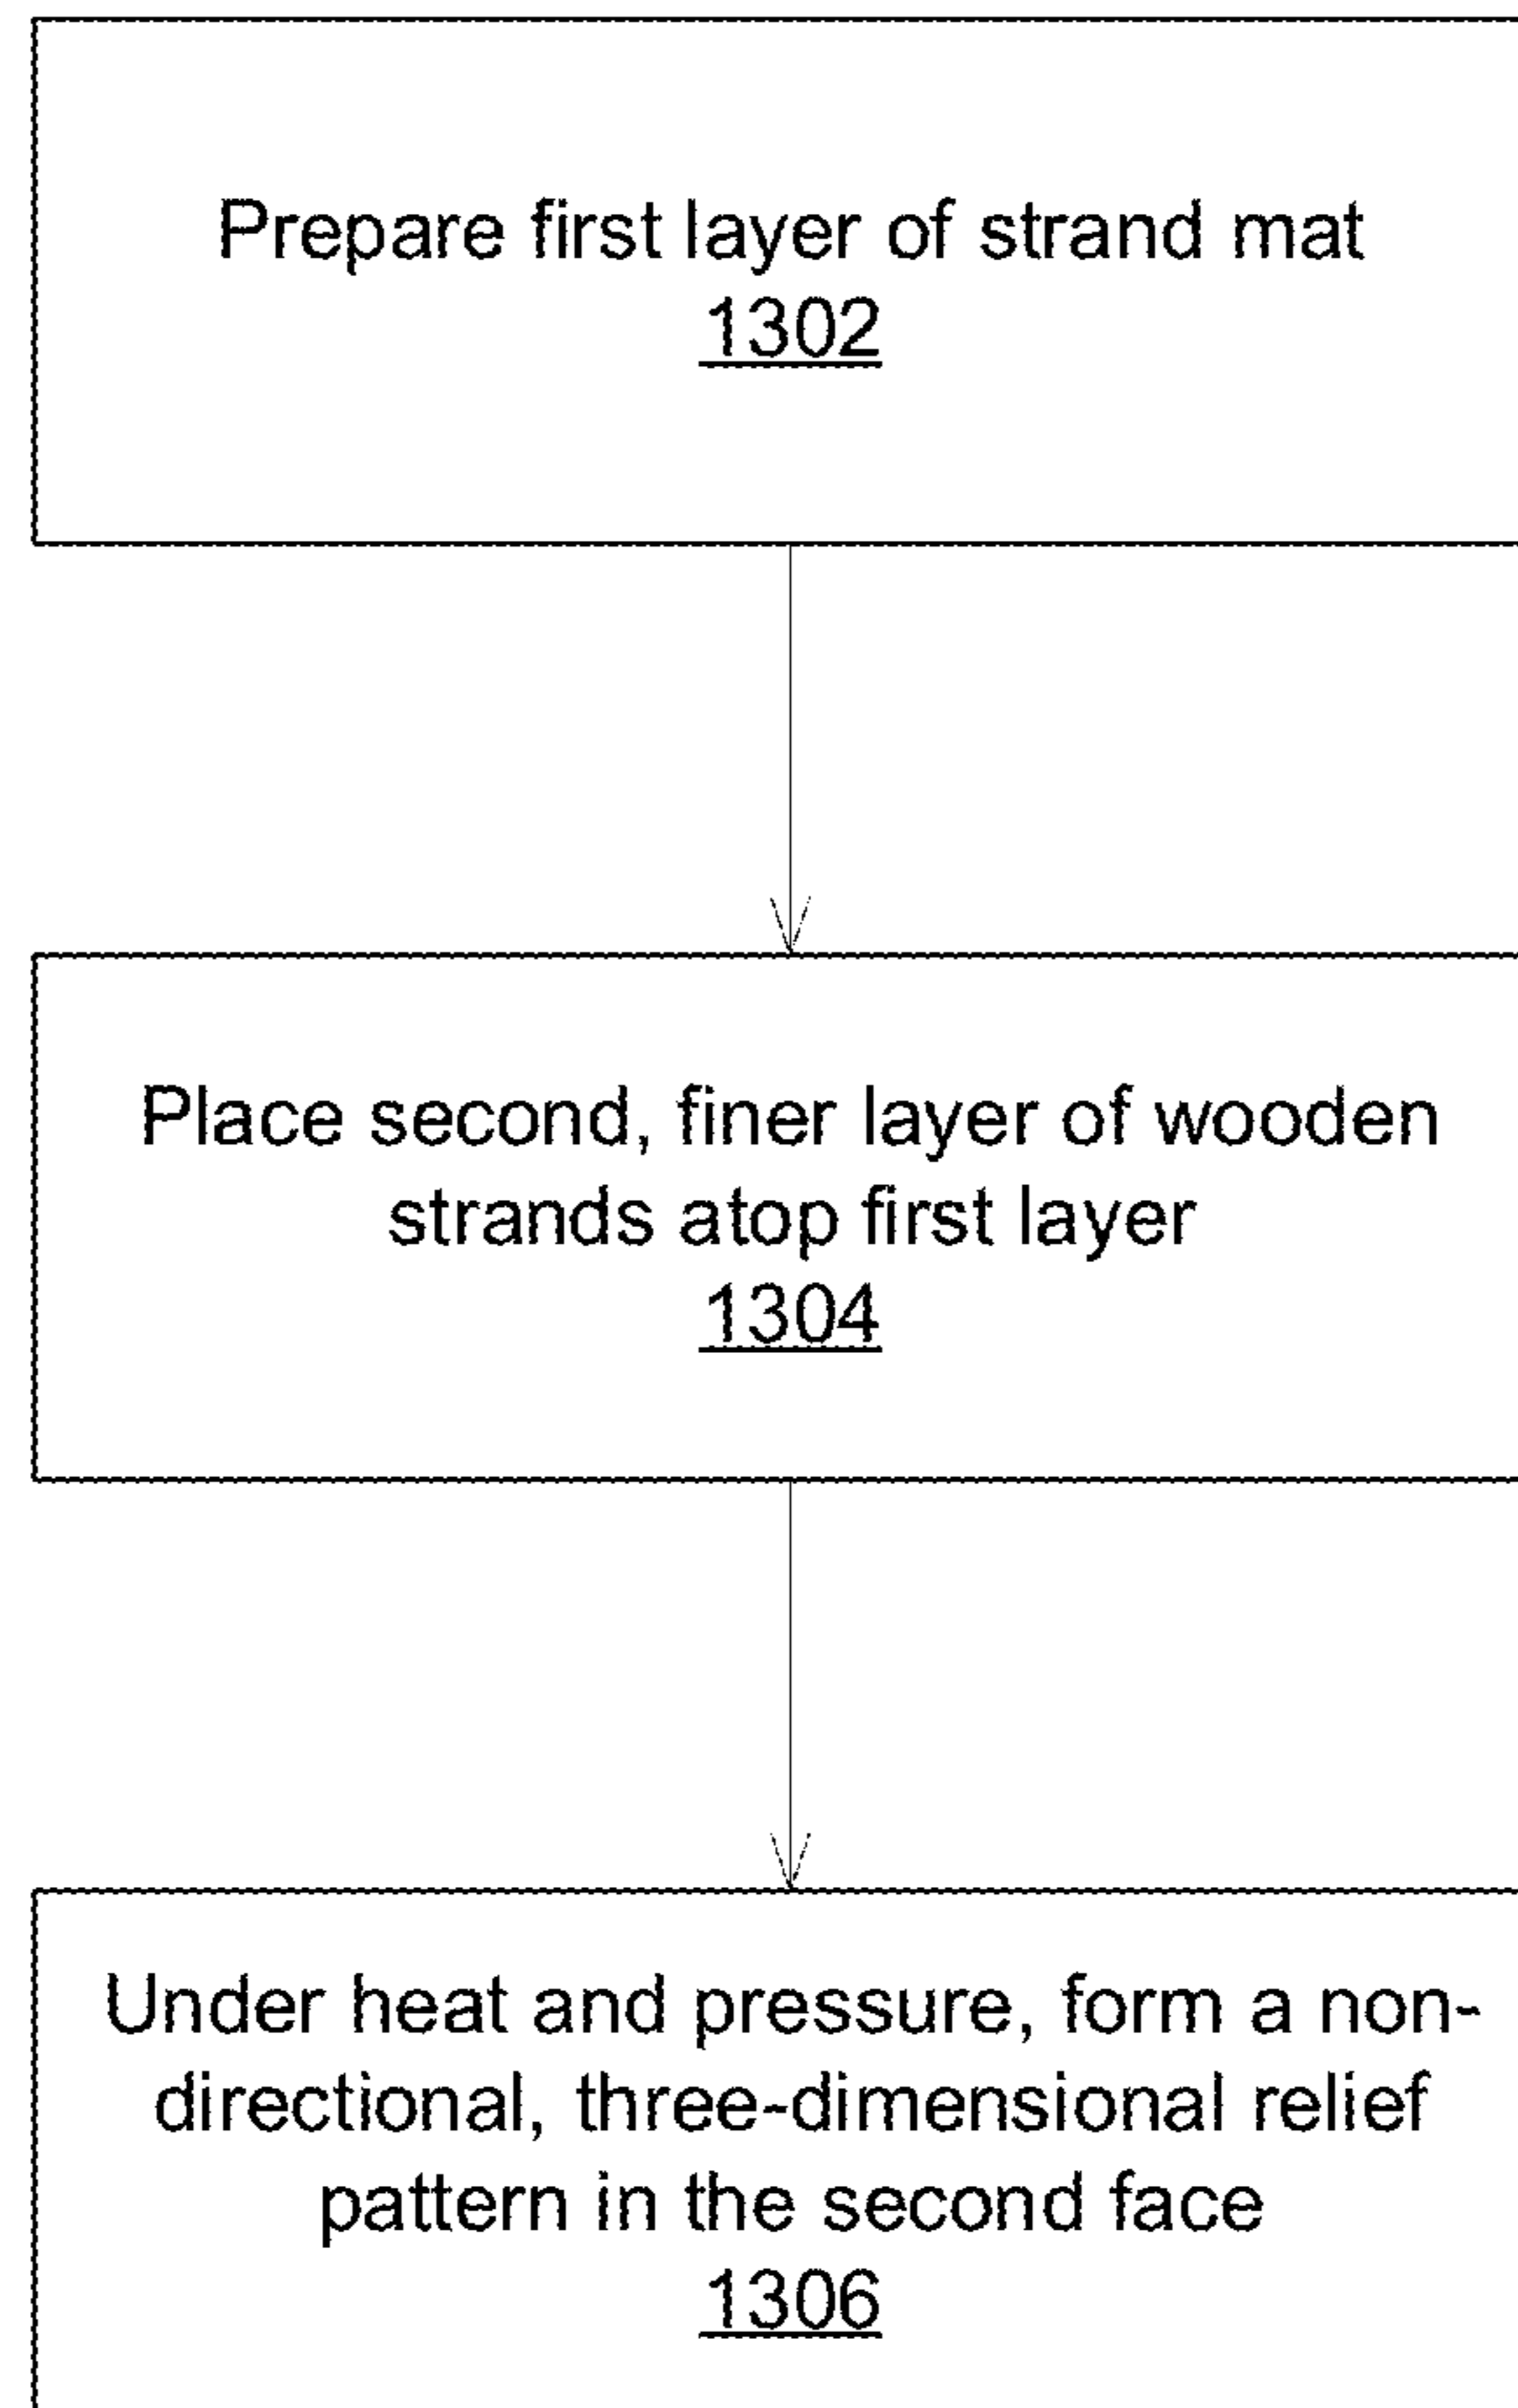 Prepare first layer of strand mat
1302
Place second, finer layer of wooden
strands atop first layer
1304
Under heat and pressure, form a non-
directional, three-dimensional relief
pattern in the second face
1306